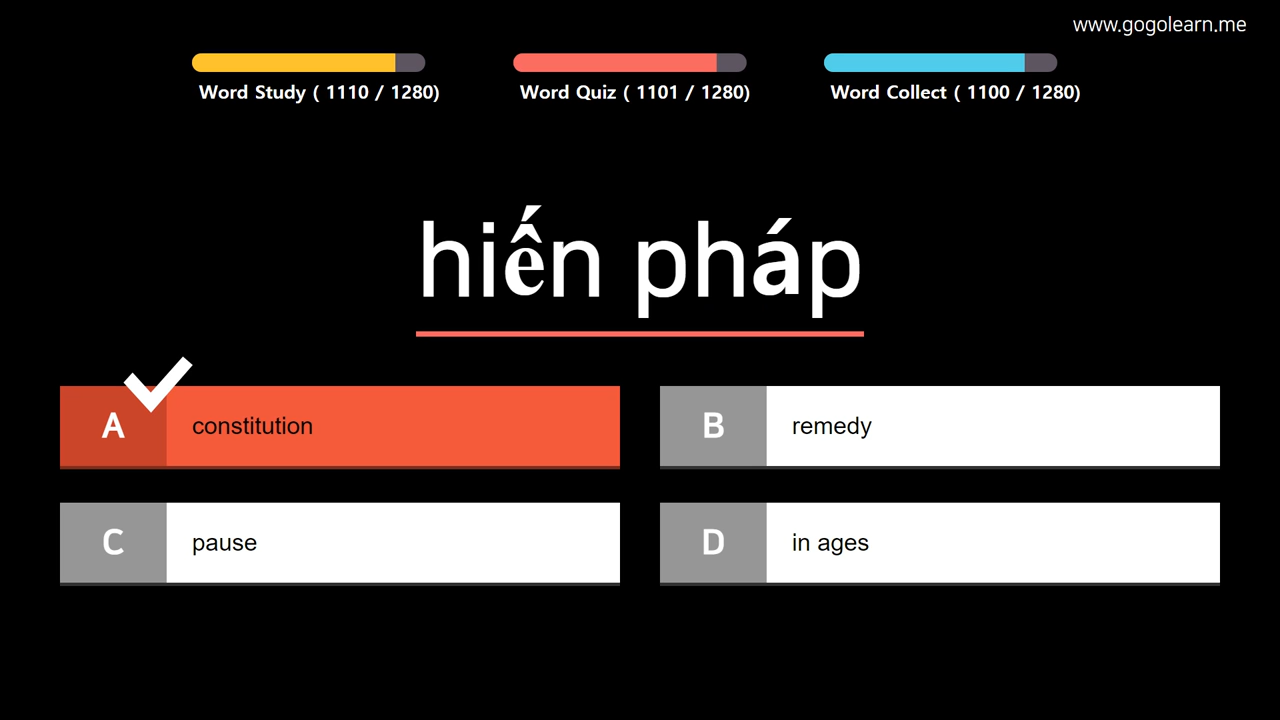 www.gogolearn.me
Word Study ( 1110 / 1280)
Word Quiz ( 1101 / 1280)
Word Collect ( 1100 / 1280)
hiến pháp
A constitution
B remedy
C pause
D in ages